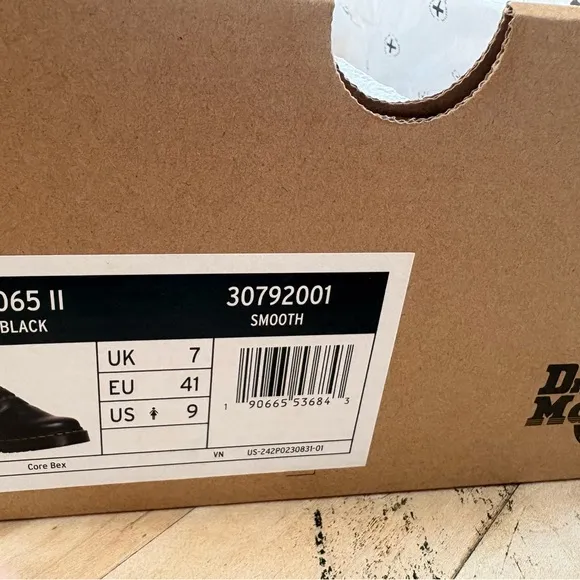 065 II
BLACK
30792001
SMOOTH
UK 7
EU 41
US 9
1 90665 53684 3
Core Bex
VN US-242P0230831-01